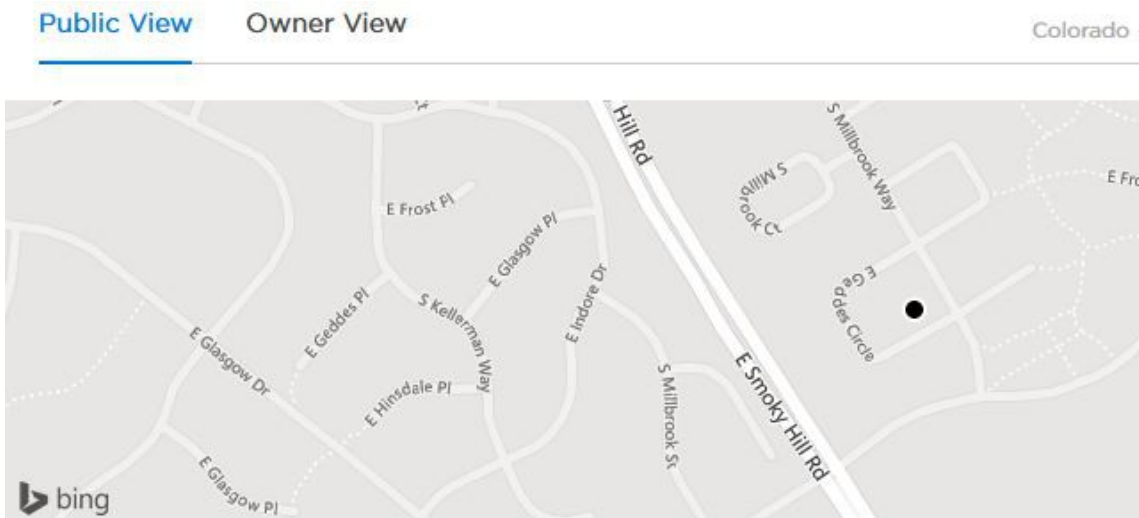 Public View
Owner View
Colorado
Hill Rd
S Millbrook Way
S Millbrook Ct
E Fro
E Frost Pl
E Glasgow Pl
E Geddes Circle
E Geddes Pl
S Kellerman Way
E Indore Dr
E Glasgow Dr
E Hinsdale Pl
S Millbrook St
E Smoky Hill Rd
E Glasgow Pl
bing